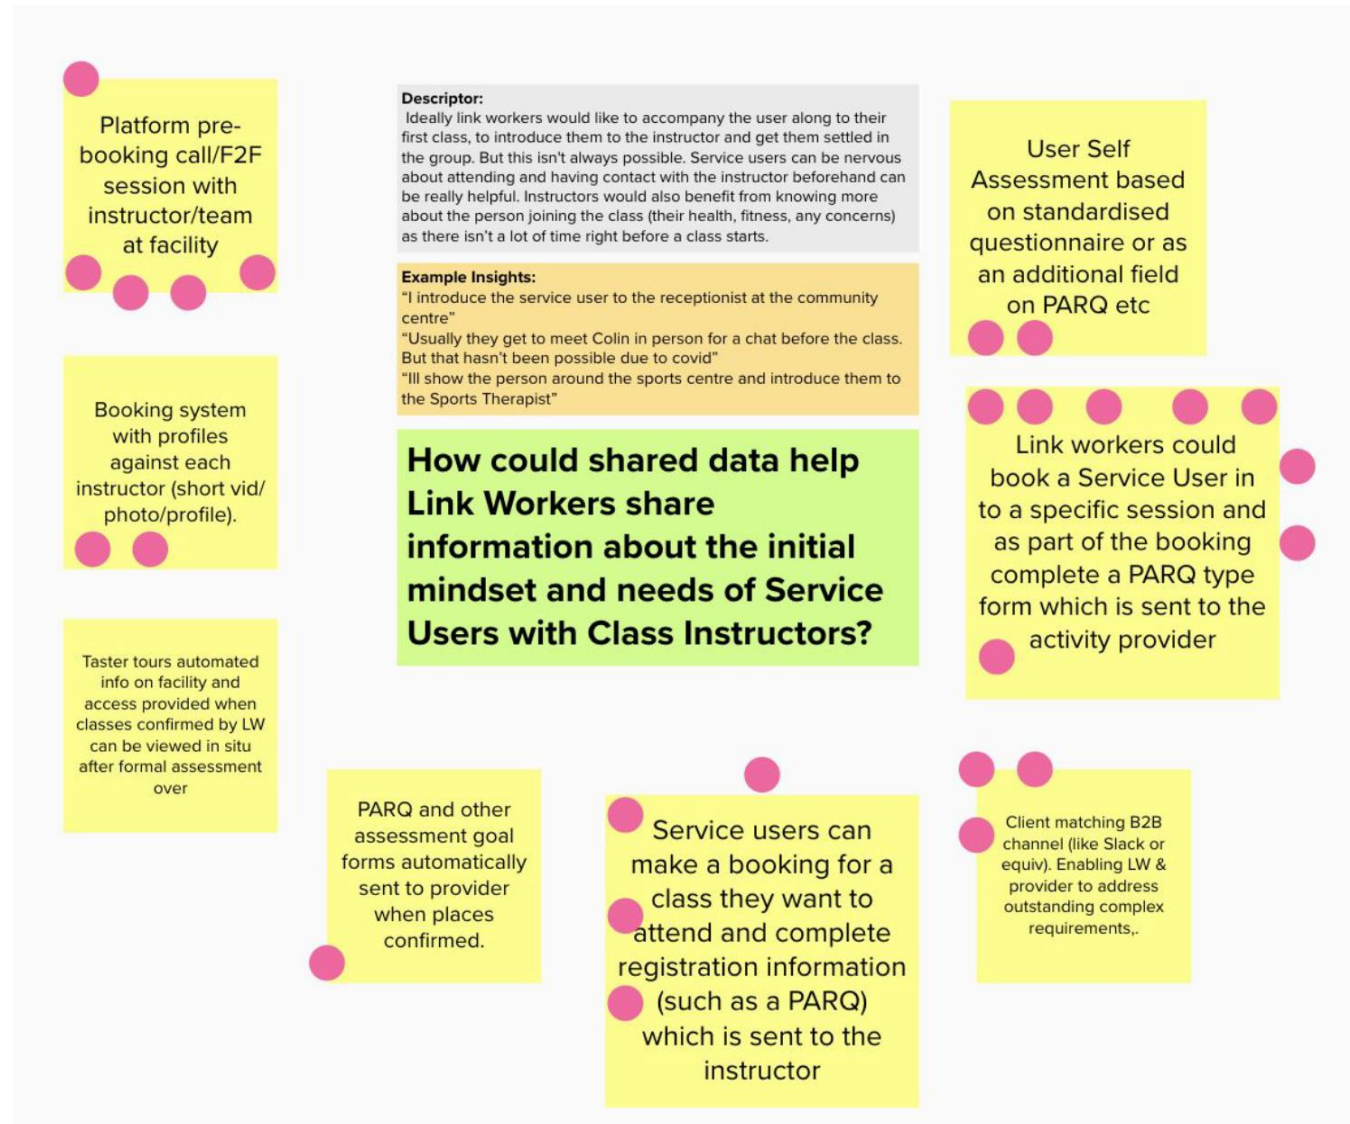 Platform pre-
booking call/F2F
session with
instructor/team
at facility
Booking system
with profiles
against each
instructor (short vid/
photo/profile).
Taster tours automated
info on facility and
access provided when
classes confirmed by LW
can be viewed in situ
after formal assessment
over
Descriptor:
Ideally link workers would like to accompany the user along to their
first class, to introduce them to the instructor and get them settled in
the group. But this isn't always possible. Service users can be nervous
about attending and having contact with the instructor beforehand can
be really helpful. Instructors would also benefit from knowing more
about the person joining the class (their health, fitness, any concerns)
as there isn't a lot of time right before a class starts.
Example Insights:
“I introduce the service user to the receptionist at the community
centre”
“Usually they get to meet Colin in person for a chat before the class.
But that hasn’t been possible due to covid”
“Ill show the person around the sports centre and introduce them to
the Sports Therapist”
How could shared data help
Link Workers share
information about the initial
mindset and needs of Service
Users with Class Instructors?
User Self
Assessment based
on standardised
questionnaire or as
an additional field
on PARQ etc
Link workers could
book a Service User in
to a specific session and
as part of the booking
complete a PARQ type
form which is sent to the
activity provider
PARQ and other
assessment goal
forms automatically
sent to provider
when places
confirmed.
Service users can
make a booking for a
class they want to
attend and complete
registration information
(such as a PARQ)
which is sent to the
instructor
Client matching B2B
channel (like Slack or
equiv). Enabling LW &
provider to address
outstanding complex
requirements,.